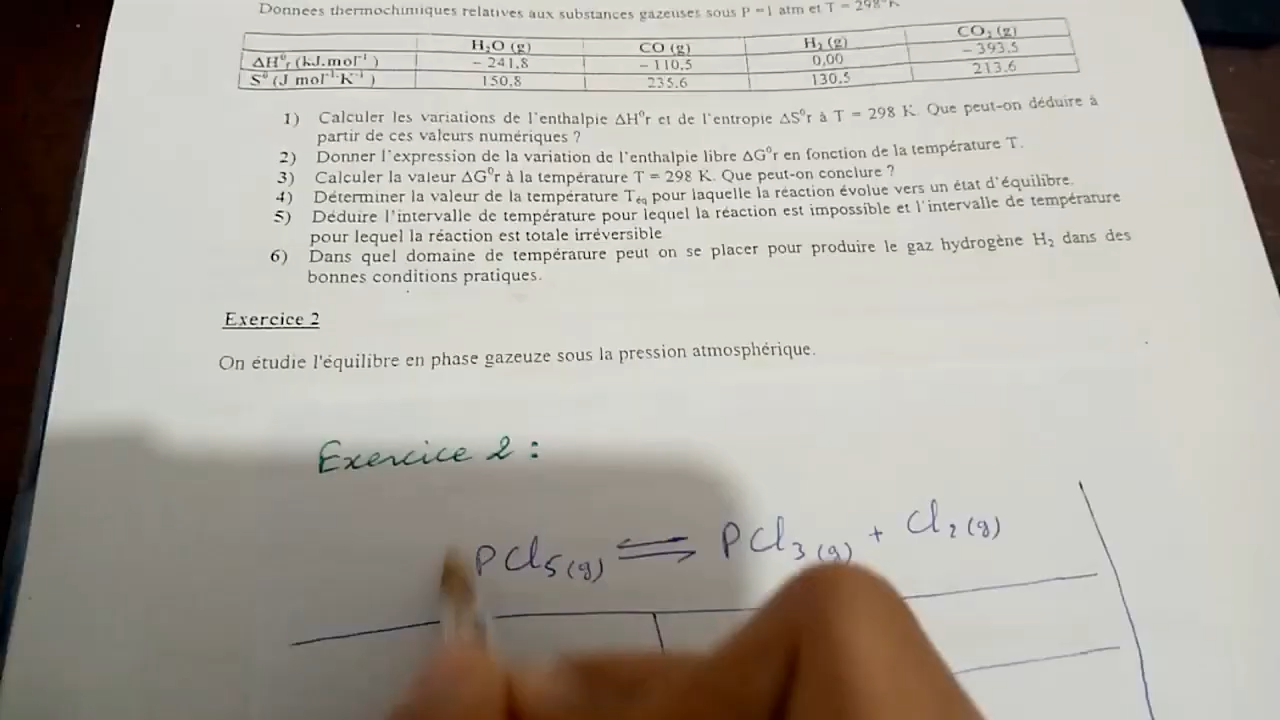 Donnees thermochimiques relatives aux substances gazeuses sous P = 1 atm et T = 298 K
H₂O (g) CO (g) H₂ (g) CO₂ (g)
ΔH°f (kJ.mol⁻¹) - 241,8 - 110,5 0,00 - 393,5
S° (J mol⁻¹K⁻¹) 150,8 235,6 130,5 213,6
1) Calculer les variations de l'enthalpie ΔH°r et de l'entropie ΔS°r à T = 298 K. Que peut-on déduire à
partir de ces valeurs numériques ?
2) Donner l'expression de la variation de l'enthalpie libre ΔG°r en fonction de la température T.
3) Calculer la valeur ΔG°r à la température T = 298 K. Que peut-on conclure ?
4) Déterminer la valeur de la température Téq pour laquelle la réaction évolue vers un état d'équilibre.
5) Déduire l'intervalle de température pour lequel la réaction est impossible et l'intervalle de température
pour lequel la réaction est totale irréversible
6) Dans quel domaine de température peut on se placer pour produire le gaz hydrogène H₂ dans des
bonnes conditions pratiques.
Exercice 2
On étudie l'équilibre en phase gazeuze sous la pression atmosphérique.
Exercice 2 :
PCl₅(g) ⇌ PCl₃(g) + Cl₂(g)